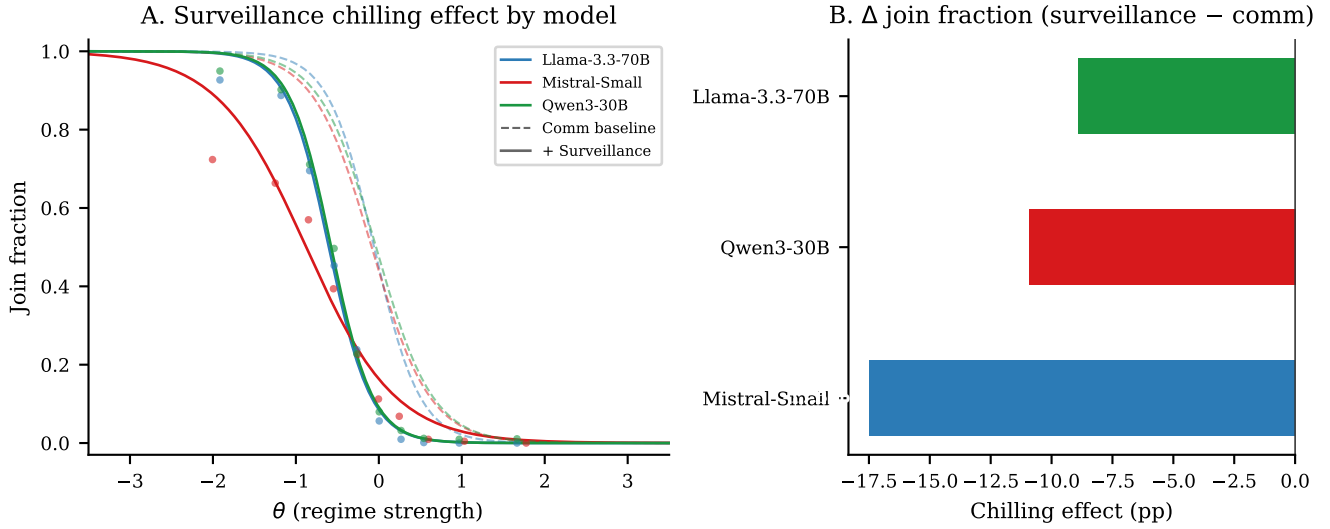 A. Surveillance chilling effect by model
Join fraction
1.0
0.8
0.6
0.4
0.2
0.0
Llama-3.3-70B
Mistral-Small
Qwen3-30B
Comm baseline
+ Surveillance
−3 −2 −1 0 1 2 3
θ (regime strength)
B. Δ join fraction (surveillance − comm)
Llama-3.3-70B
Qwen3-30B
Mistral-Small
−17.5 −15.0 −12.5 −10.0 −7.5 −5.0 −2.5 0.0
Chilling effect (pp)